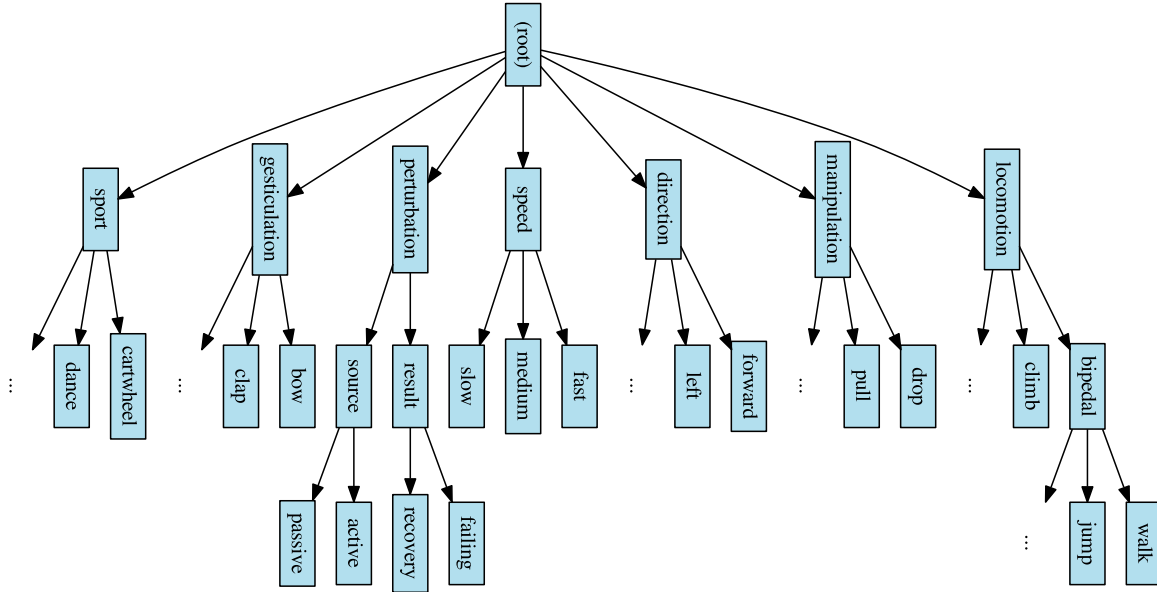 (root)
locomotion
manipulation
direction
speed
perturbation
gesticulation
sport
bipedal
climb
...
drop
pull
...
forward
left
...
fast
medium
slow
result
source
bow
clap
...
cartwheel
dance
...
walk
jump
...
failing
recovery
active
passive